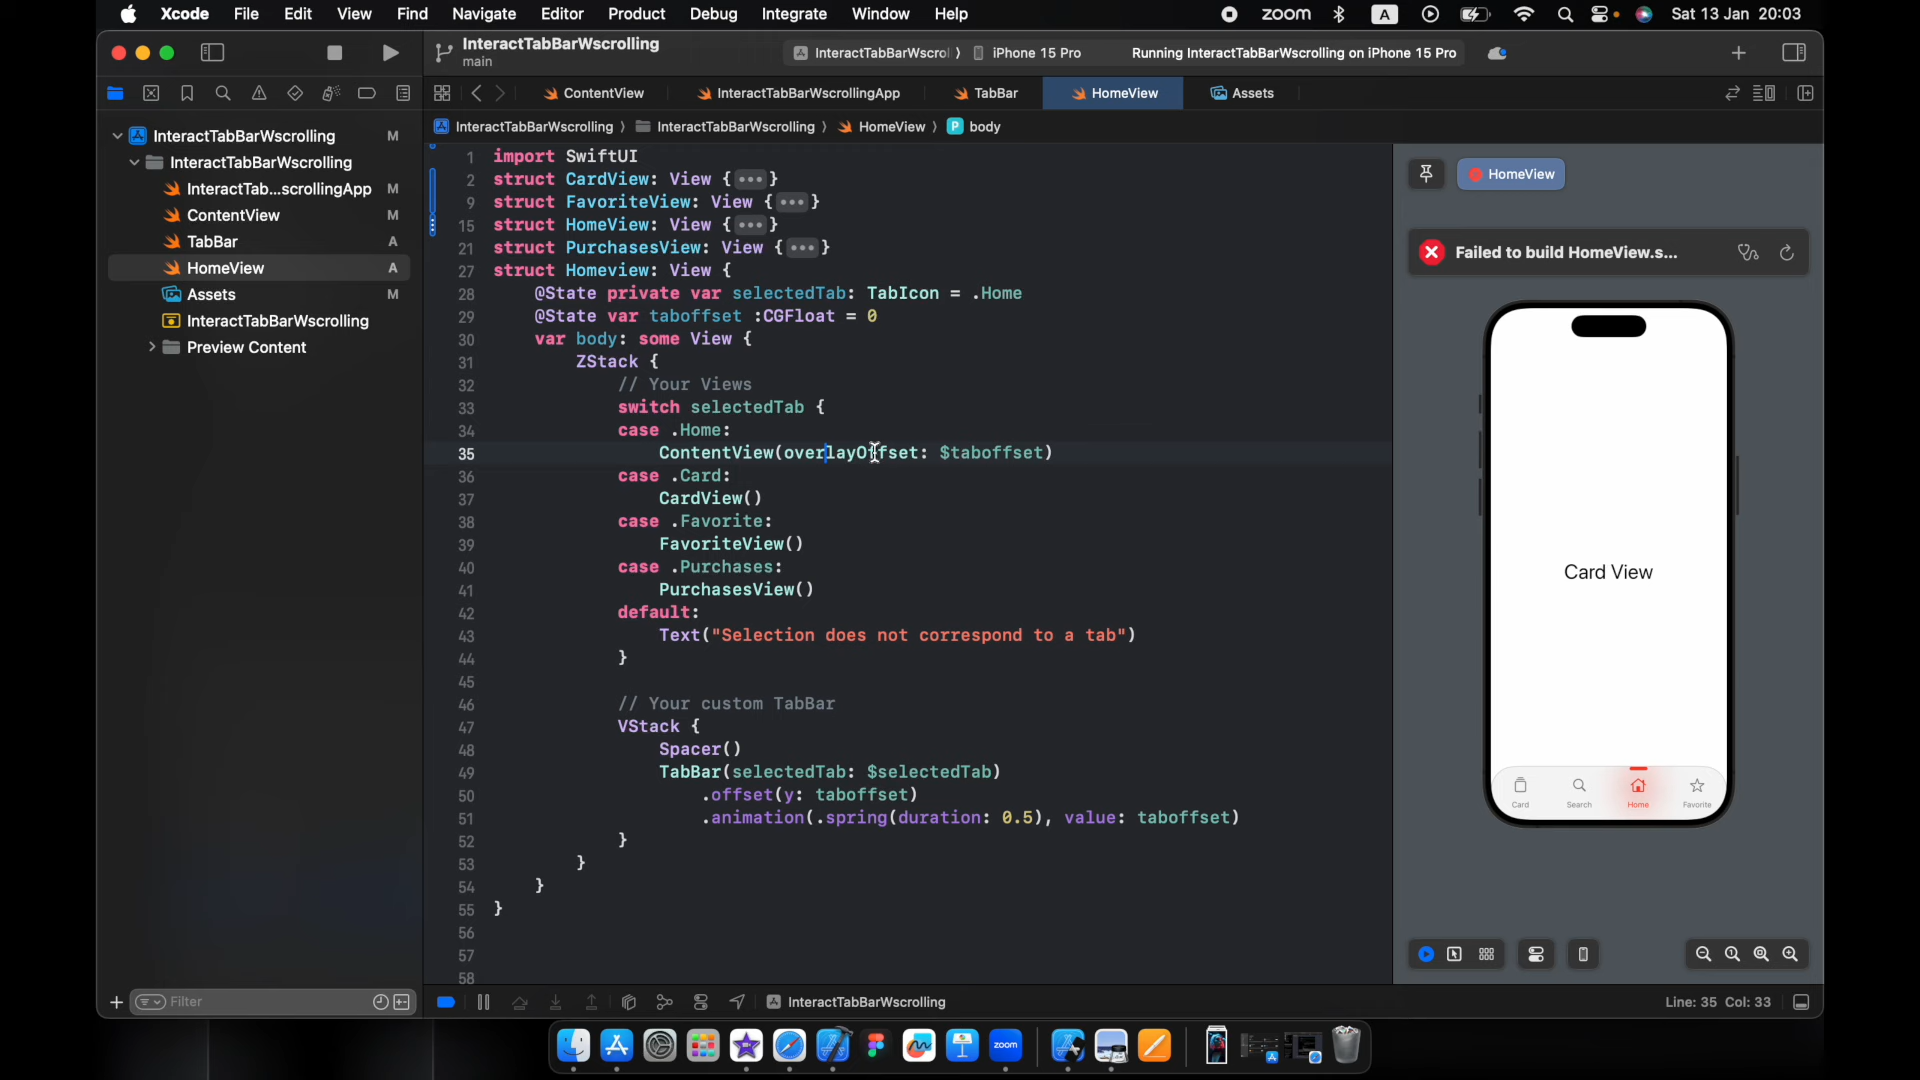 Xcode File Edit View Find Navigate Editor Product Debug Integrate Window Help zoom A Sat 13 Jan 20:03
InteractTabBarWscrolling
main
InteractTabBarWscrol 〉 iPhone 15 Pro
Running InteractTabBarWscrolling on iPhone 15 Pro
ContentView InteractTabBarWscrollingApp TabBar HomeView Assets
InteractTabBarWscrolling 〉 InteractTabBarWscrolling 〉 HomeView 〉 P body
InteractTabBarWscrolling M
InteractTabBarWscrolling
InteractTab...scrollingApp M
ContentView M
TabBar A
HomeView A
Assets M
InteractTabBarWscrolling
Preview Content
1 import SwiftUI
2 struct CardView: View {•••}
9 struct FavoriteView: View {•••}
15 struct HomeView: View {•••}
21 struct PurchasesView: View {•••}
27 struct Homeview: View {
28 @State private var selectedTab: TabIcon = .Home
29 @State var taboffset :CGFloat = 0
30 var body: some View {
31 ZStack {
32 // Your Views
33 switch selectedTab {
34 case .Home:
35 ContentView(overlayOffset: $taboffset)
36 case .Card:
37 CardView()
38 case .Favorite:
39 FavoriteView()
40 case .Purchases:
41 PurchasesView()
42 default:
43 Text("Selection does not correspond to a tab")
44 }
45
46 // Your custom TabBar
47 VStack {
48 Spacer()
49 TabBar(selectedTab: $selectedTab)
50 .offset(y: taboffset)
51 .animation(.spring(duration: 0.5), value: taboffset)
52 }
53 }
54 }
55 }
56
57
58
HomeView
Failed to build HomeView.s...
Card View
Card Search Home Favorite
Filter
InteractTabBarWscrolling
Line: 35 Col: 33
zoom